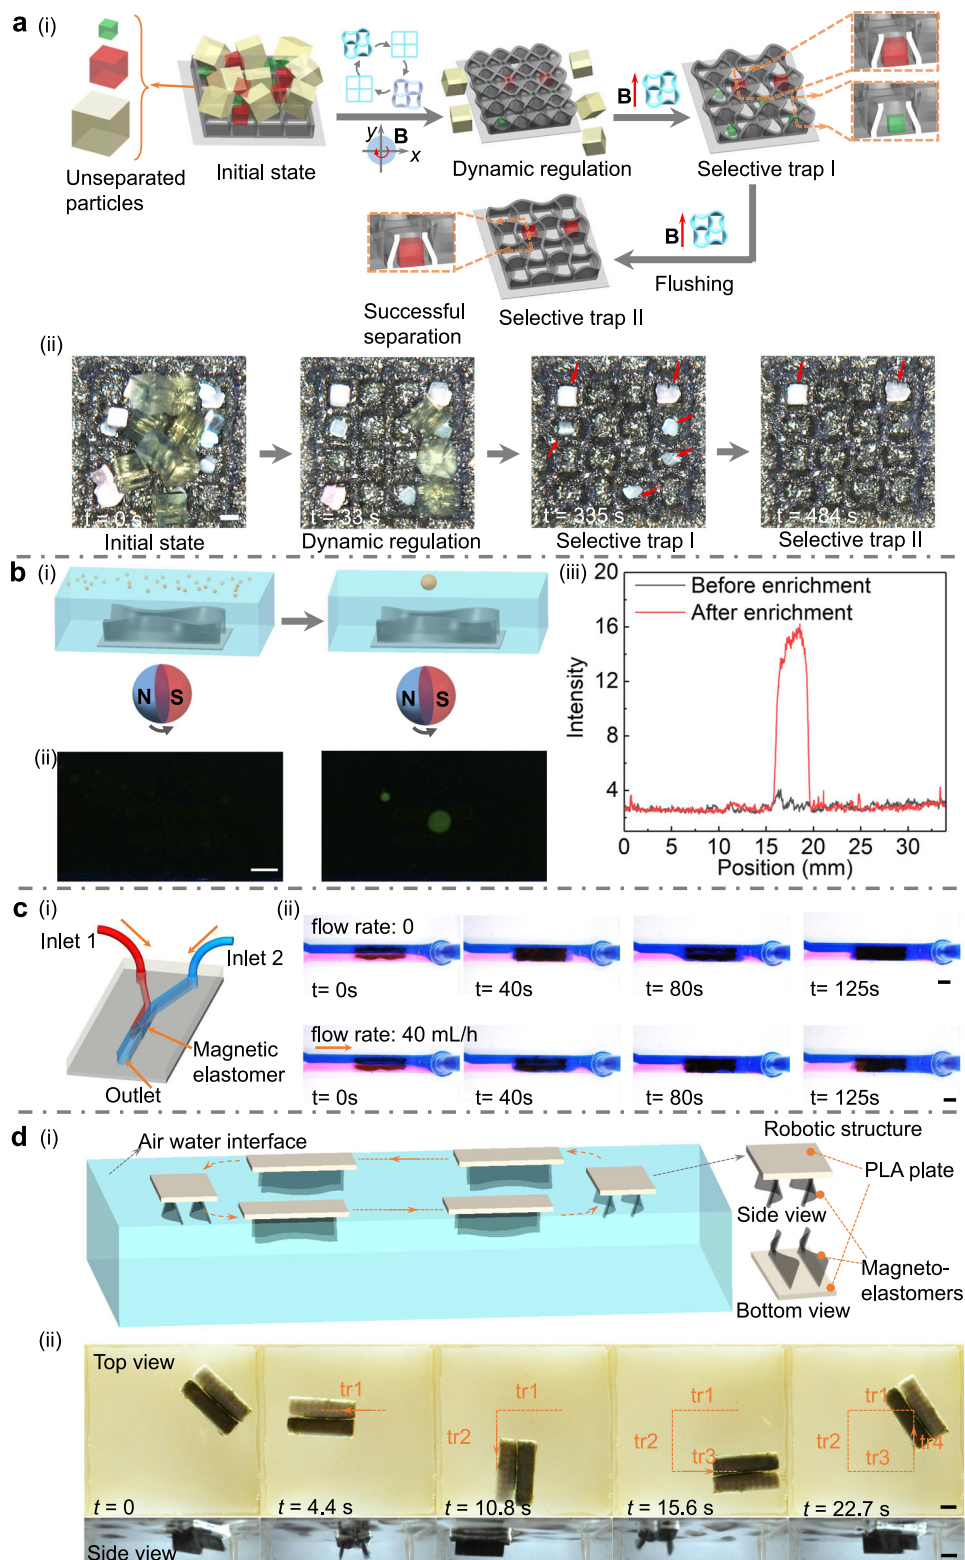 a (i)
Unseparated
particles
Initial state
y
B
x
Dynamic regulation
B
Selective trap I
B
Flushing
Successful
separation
Selective trap II
(ii)
t = 0 s
t = 33 s
t = 335 s
t = 484 s
Initial state
Dynamic regulation
Selective trap I
Selective trap II
b (i)
N S
N S
(ii)
(iii)
20
16
12
8
4
Intensity
Before enrichment
After enrichment
0 5 10 15 20 25 30
Position (mm)
c (i)
Inlet 1
Inlet 2
Magnetic
elastomer
Outlet
(ii)
flow rate: 0
t= 0s
t= 40s
t= 80s
t= 125s
flow rate: 40 mL/h
t= 0s
t= 40s
t= 80s
t= 125s
d (i)
Air water interface
Robotic structure
PLA plate
Side view
Magneto-
elastomers
Bottom view
(ii)
Top view
t = 0
tr1
t = 4.4 s
tr1
tr2
t = 10.8 s
tr1
tr2
tr3
t = 15.6 s
tr1
tr2
tr3
tr4
t = 22.7 s
Side view